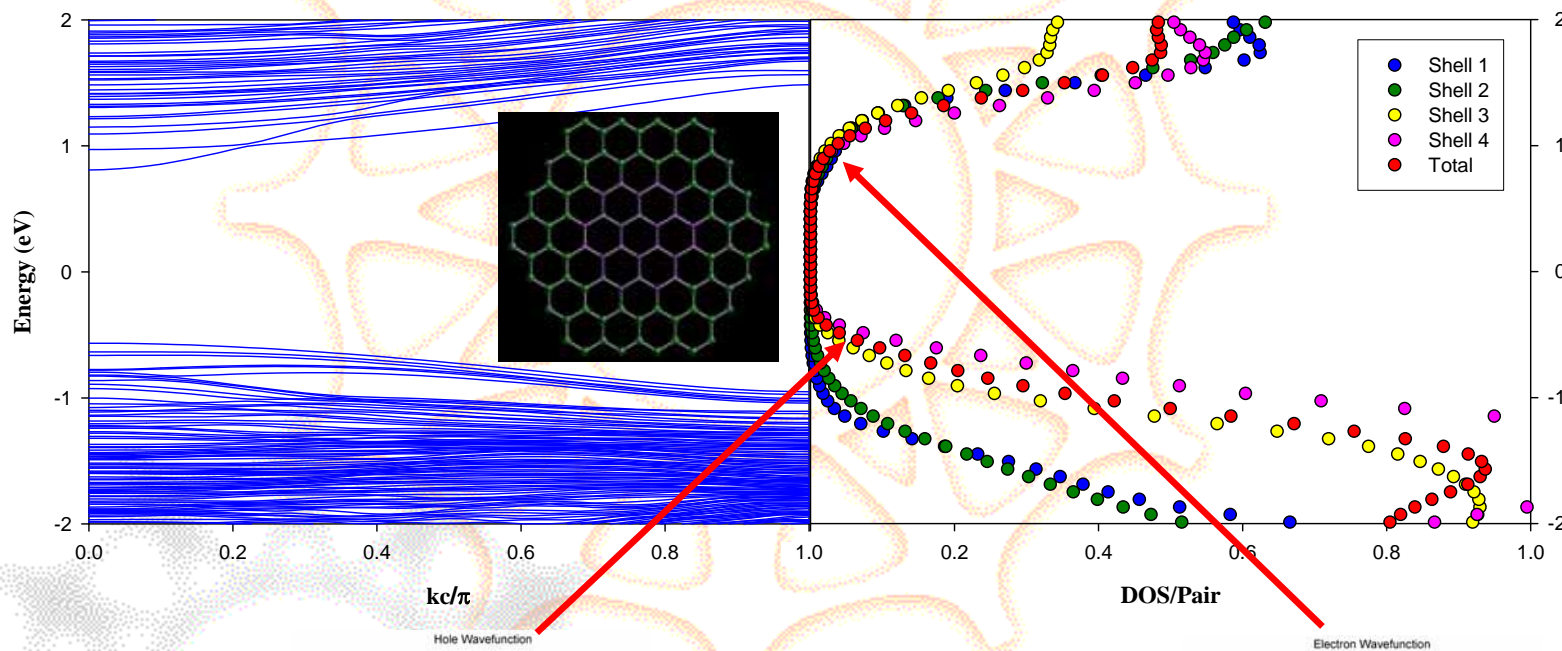 2
1
0
-1
-2
Energy (eV)
0.0
0.2
0.4
0.6
0.8
1.0
kc/π
0.2
0.4
0.6
0.8
1.0
DOS/Pair
2
1
0
-1
-2
Shell 1
Shell 2
Shell 3
Shell 4
Total
Hole Wavefunction
Electron Wavefunction